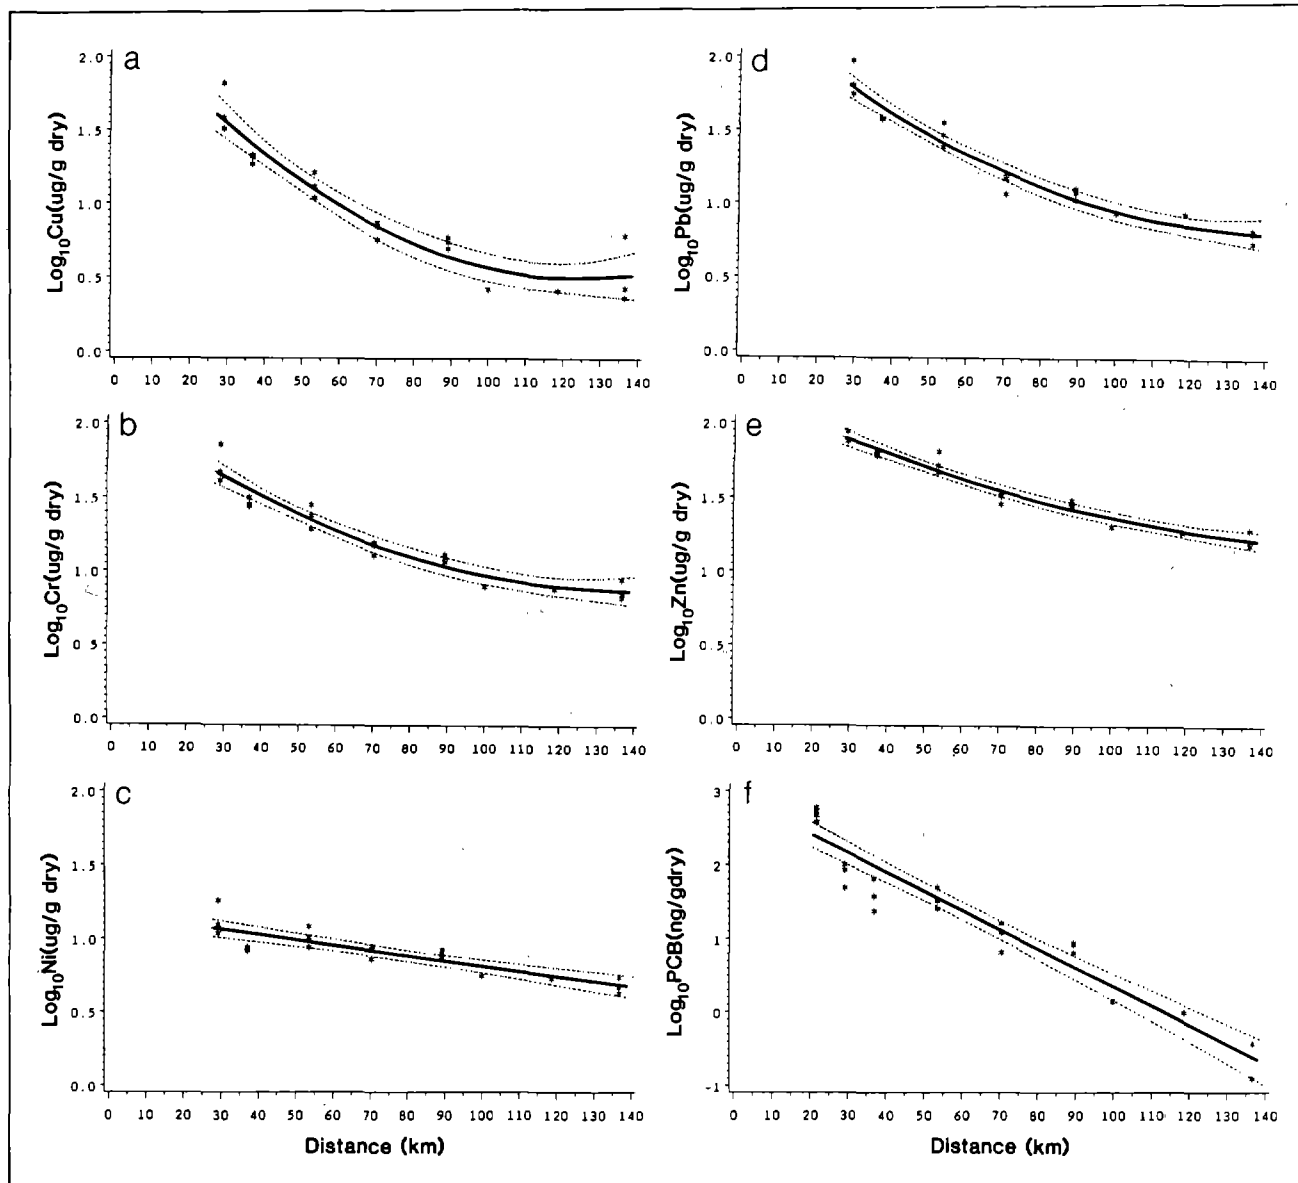 a
Log10Cu(ug/g dry)
2.0
1.5
1.0
0.5
0.0
0 10 20 30 40 50 60 70 80 90 100 110 120 130 140
d
Log10Pb(ug/g dry)
2.0
1.5
1.0
0.5
0.0
0 10 20 30 40 50 60 70 80 90 100 110 120 130 140
b
Log10Cr(ug/g dry)
2.0
1.5
1.0
0.5
0.0
0 10 20 30 40 50 60 70 80 90 100 110 120 130 140
e
Log10Zn(ug/g dry)
2.0
1.5
1.0
0.5
0.0
0 10 20 30 40 50 60 70 80 90 100 110 120 130 140
c
Log10Ni(ug/g dry)
2.0
1.5
1.0
0.5
0.0
0 10 20 30 40 50 60 70 80 90 100 110 120 130 140
Distance (km)
f
Log10PCB(ng/gdry)
3
2
1
0
-1
0 10 20 30 40 50 60 70 80 90 100 110 120 130 140
Distance (km)